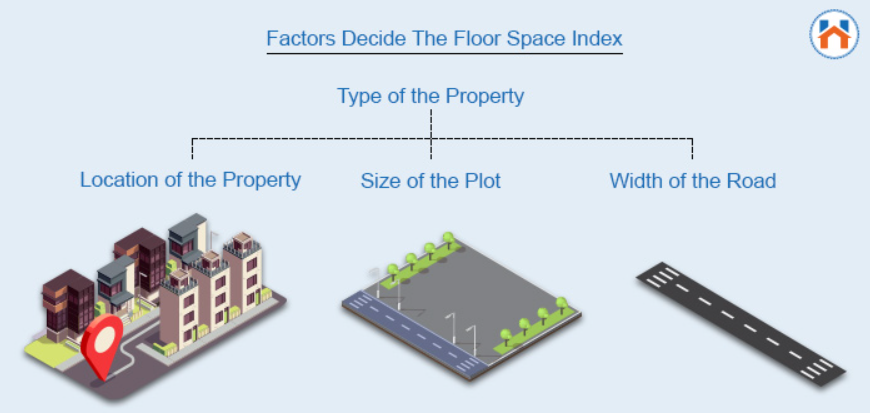 Factors Decide The Floor Space Index
Type of the Property
Location of the Property
Size of the Plot
Width of the Road